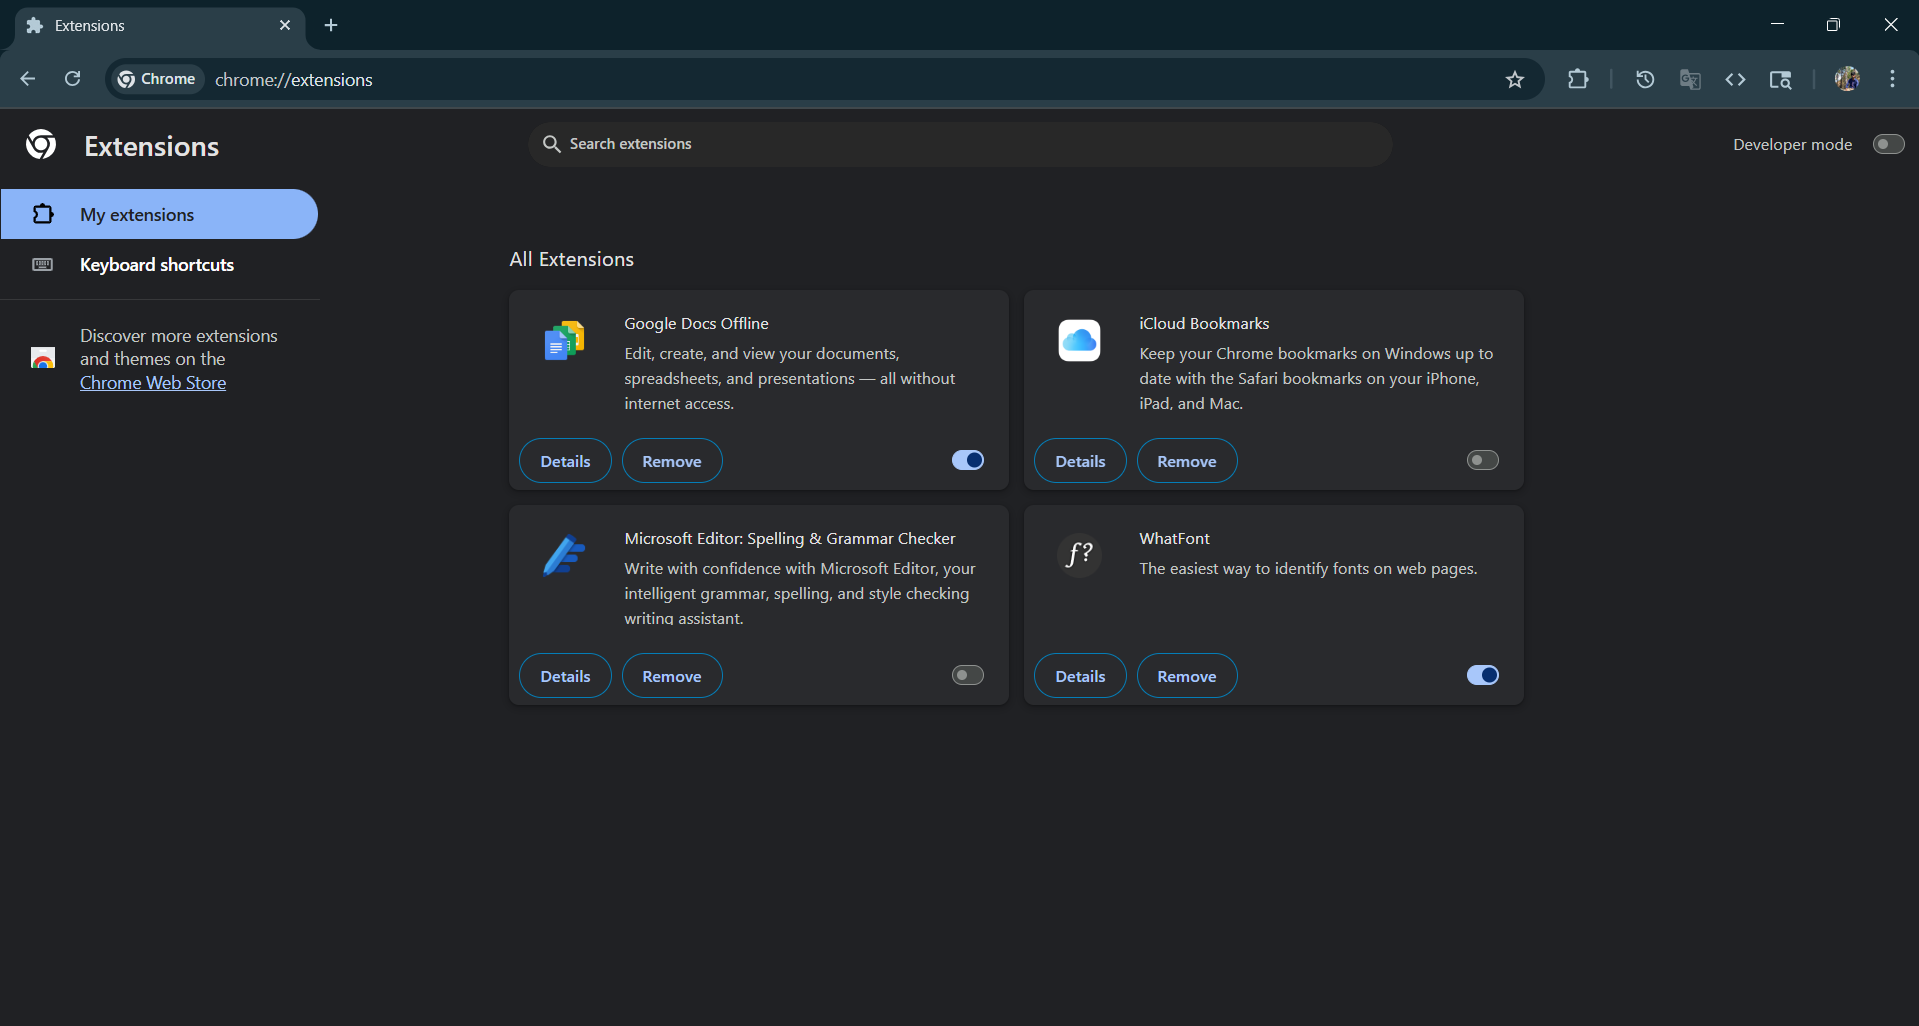 Extensions
Chrome
chrome://extensions
Extensions
Search extensions
Developer mode
My extensions
Keyboard shortcuts
Discover more extensions
and themes on the
Chrome Web Store
All Extensions
Google Docs Offline
Edit, create, and view your documents,
spreadsheets, and presentations — all without
internet access.
Details
Remove
iCloud Bookmarks
Keep your Chrome bookmarks on Windows up to
date with the Safari bookmarks on your iPhone,
iPad, and Mac.
Details
Remove
Microsoft Editor: Spelling & Grammar Checker
Write with confidence with Microsoft Editor, your
intelligent grammar, spelling, and style checking
writing assistant.
Details
Remove
f?
WhatFont
The easiest way to identify fonts on web pages.
Details
Remove